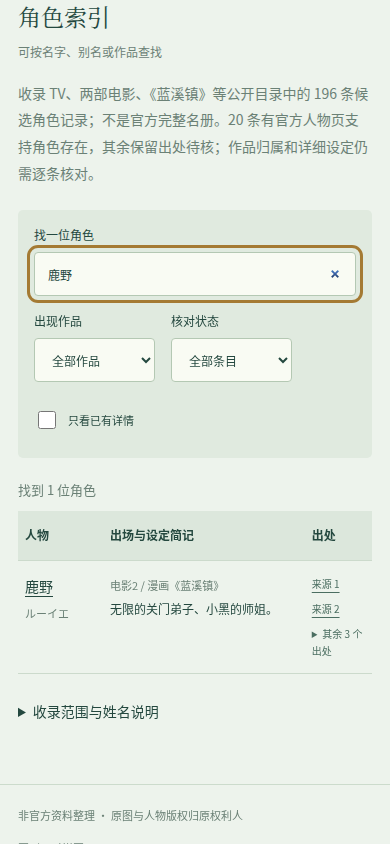 角色索引
可按名字、别名或作品查找
收录 TV、两部电影、《蓝溪镇》等公开目录中的 196 条候
选角色记录；不是官方完整名册。20 条有官方人物页支
持角色存在，其余保留出处待核；作品归属和详细设定仍
需逐条核对。
找一位角色
鹿野
出现作品
核对状态
全部作品
全部条目
只看已有详情
找到 1 位角色
人物
出场与设定简记
出处
鹿野
ルーイエ
电影2 / 漫画《蓝溪镇》
无限的关门弟子、小黑的师姐。
来源 1
来源 2
▶ 其余 3 个
出处
▶ 收录范围与姓名说明
非官方资料整理 · 原图与人物版权归原权利人